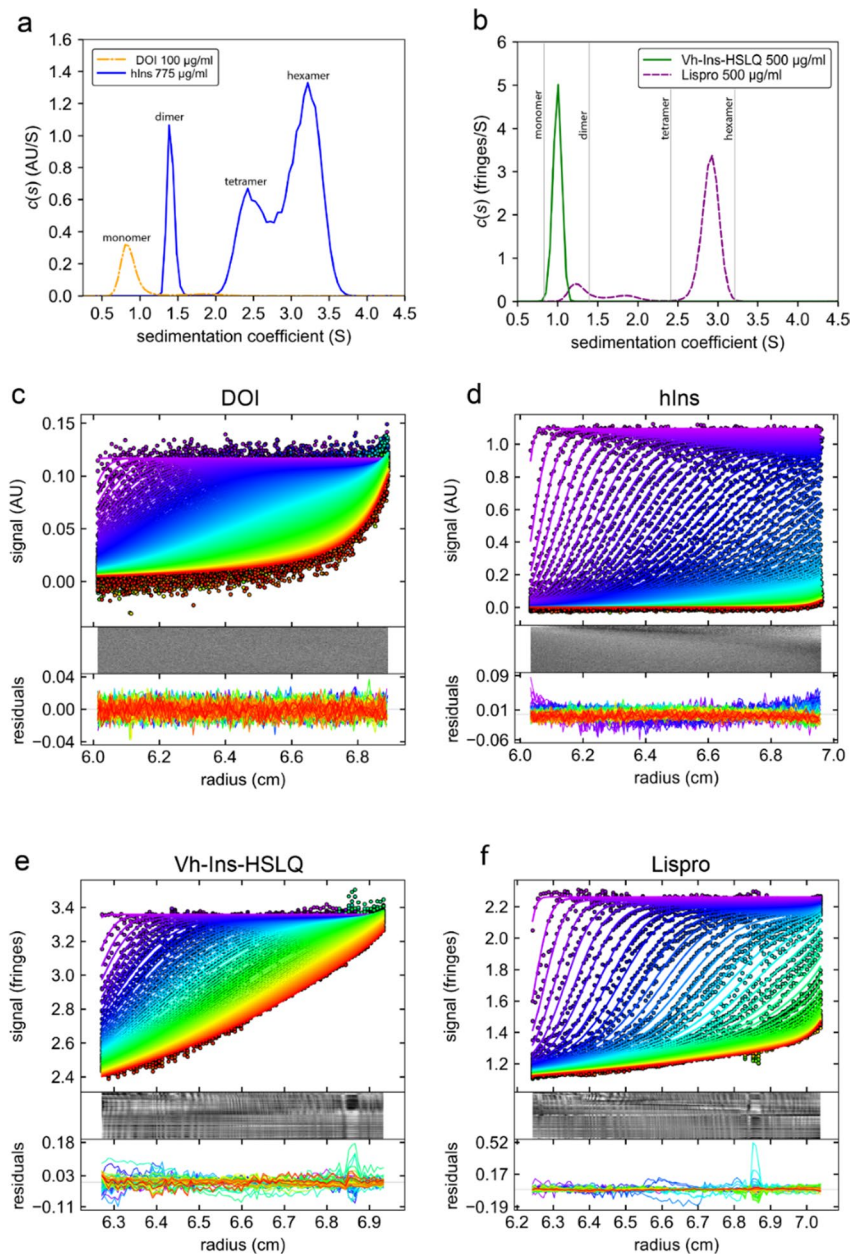 a
DOI 100 µg/ml
hIns 775 µg/ml
monomer
dimer
tetramer
hexamer
c(s) (AU/S)
1.6
1.4
1.2
1.0
0.8
0.6
0.4
0.2
0.0
0.5 1.0 1.5 2.0 2.5 3.0 3.5 4.0 4.5
sedimentation coefficient (S)
b
Vh-Ins-HSLQ 500 µg/ml
Lispro 500 µg/ml
monomer
dimer
tetramer
hexamer
c(s) (fringes/S)
6
5
4
3
2
1
0
0.5 1.0 1.5 2.0 2.5 3.0 3.5 4.0 4.5
sedimentation coefficient (S)
c
DOI
signal (AU)
0.15
0.10
0.05
0.00
residuals
0.04
0.00
−0.04
6.0 6.2 6.4 6.6 6.8
radius (cm)
d
hIns
signal (AU)
1.0
0.8
0.6
0.4
0.2
0.0
residuals
0.09
0.01
−0.06
6.0 6.2 6.4 6.6 6.8 7.0
radius (cm)
e
Vh-Ins-HSLQ
signal (fringes)
3.4
3.2
3.0
2.8
2.6
2.4
residuals
0.18
0.03
−0.11
6.3 6.4 6.5 6.6 6.7 6.8 6.9
radius (cm)
f
Lispro
signal (fringes)
2.2
2.0
1.8
1.6
1.4
1.2
residuals
0.52
0.17
−0.19
6.2 6.3 6.4 6.5 6.6 6.7 6.8 6.9 7.0
radius (cm)